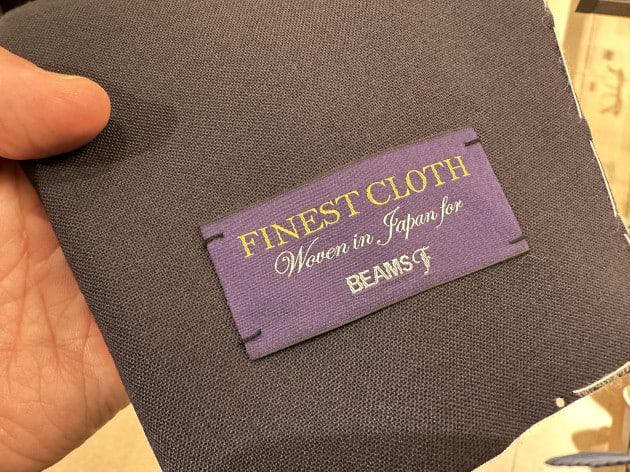 FINEST CLOTH
Woven in Japan for
BEAMS F